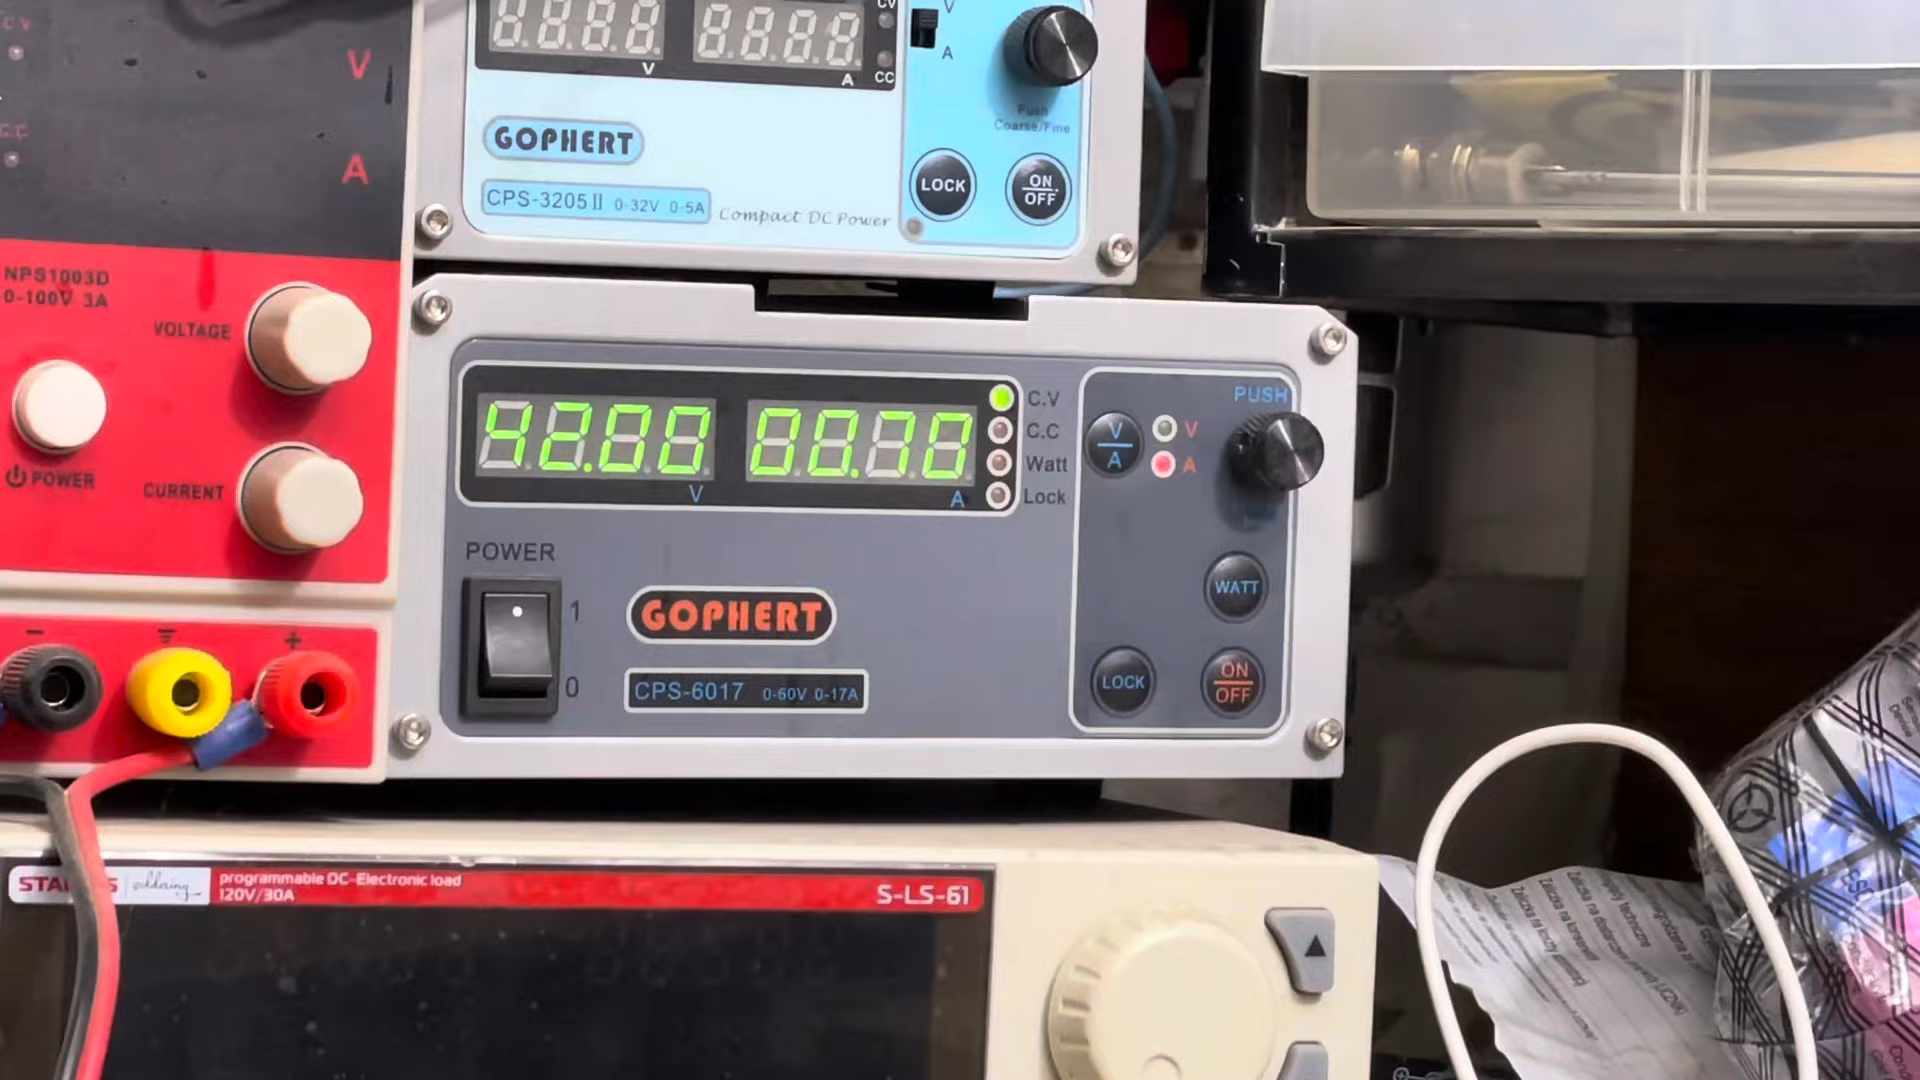 C V
V
C.C
A
NPS1003D
0-100V 3A
VOLTAGE
POWER
CURRENT
-
+
V
A
CV
CC
V
A
Push
Coarse/Fine
GOPHERT
CPS-3205 II 0-32V 0-5A
Compact DC Power
LOCK
ON
OFF
42.00
00.70
V
A
C.V
C.C
Watt
Lock
V
A
V
A
PUSH
WATT
LOCK
ON
OFF
POWER
1
0
GOPHERT
CPS-6017 0-60V 0-17A
programmable DC-Electronic load
120V/30A
S-LS-61